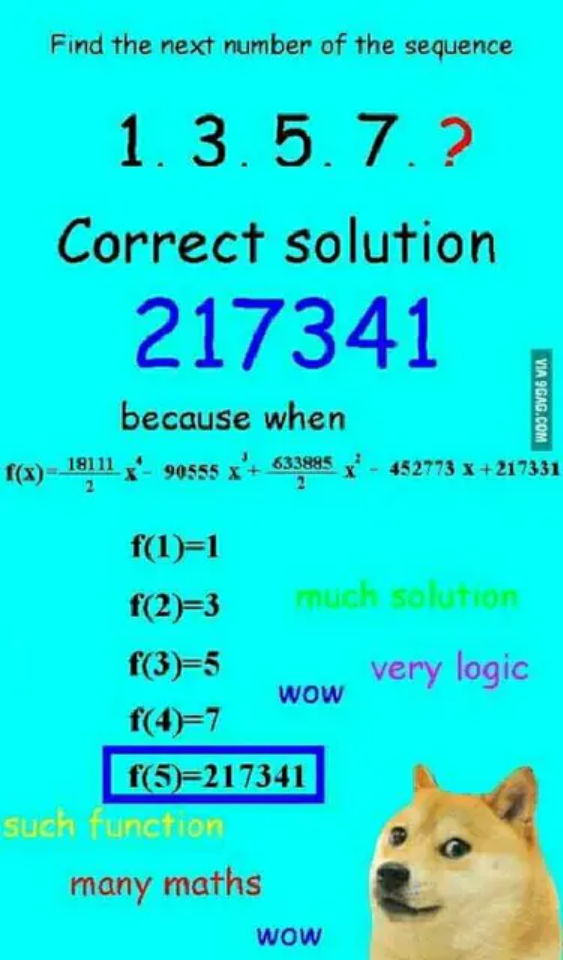 Find the next number of the sequence
1. 3. 5. 7. ?
Correct solution
217341
because when
f(x)= 18111/2 x⁴ - 90555 x³ + 633885/2 x² - 452773 x +217331
f(1)=1
f(2)=3
much solution
f(3)=5
very logic
wow
f(4)=7
f(5)=217341
such function
many maths
wow
VIA 9GAG.COM